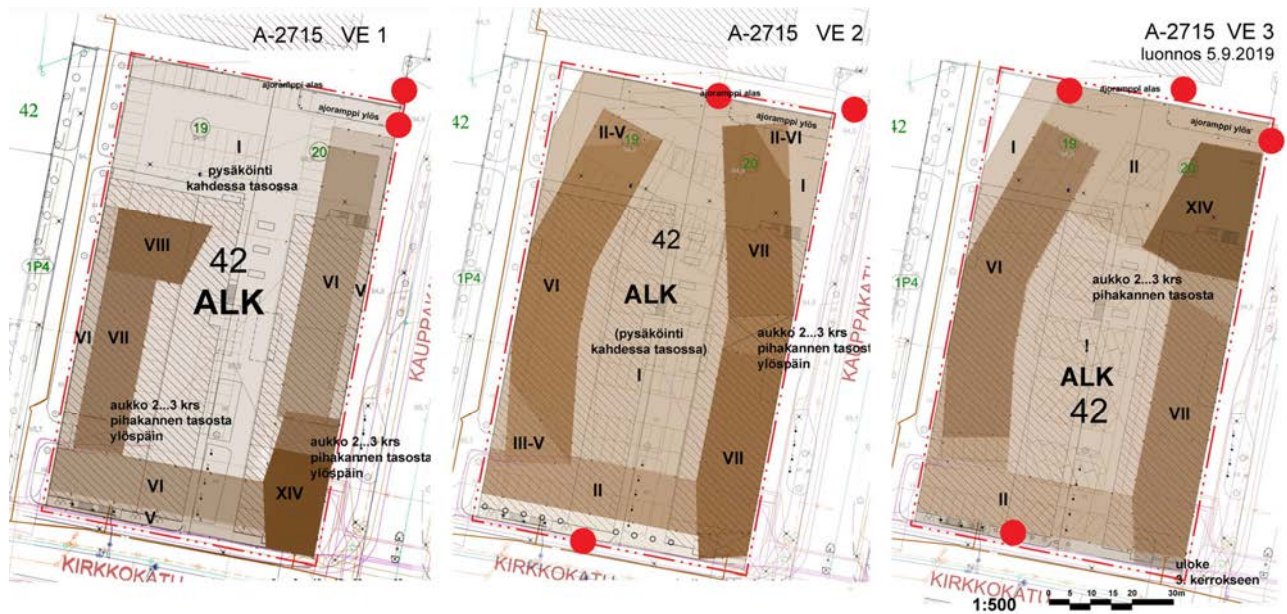 A-2715 VE 1
ajoramppi alas
ajoramppi ylös
42
19
20
I
pysäköinti
kahdessa tasossa
VIII
42
ALK
1P4
VI
VII
VI
V
KAUPPAK
aukko 2...3 krs
pihakannen tasosta
ylöspäin
aukko 2...3 krs
pihakannen tasosta
ylöspäin
VI
XIV
V
KIRKKOKATU
A-2715 VE 2
ajoramppi alas
ajoramppi ylös
42
II-V
19
II-VI
20
I
42
VII
1P4
VI
ALK
(pysäköinti
kahdessa tasossa)
I
aukko 2...3 krs
pihakannen tasosta
ylöspäin
KAUPPAKATU
III-V
VII
II
KIRKKOKATU
A-2715 VE 3
luonnos 5.9.2019
ajoramppi alas
ajoramppi ylös
42
I
19
II
20
XIV
1P4
VI
aukko 2...3 krs
pihakannen tasosta
I
ALK
42
VII
II
KIRKKOKATU
uloke
3. kerrokseen
1:500
0 5 10 15 20 30m